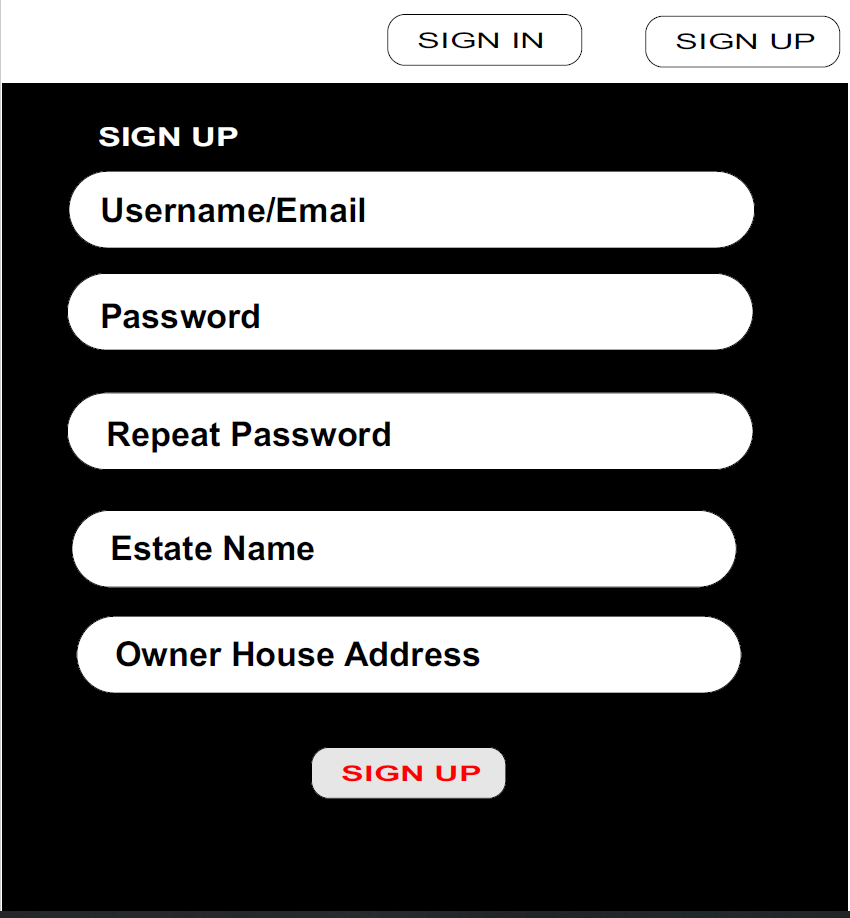 SIGN IN
SIGN UP
SIGN UP
Username/Email
Password
Repeat Password
Estate Name
Owner House Address
SIGN UP